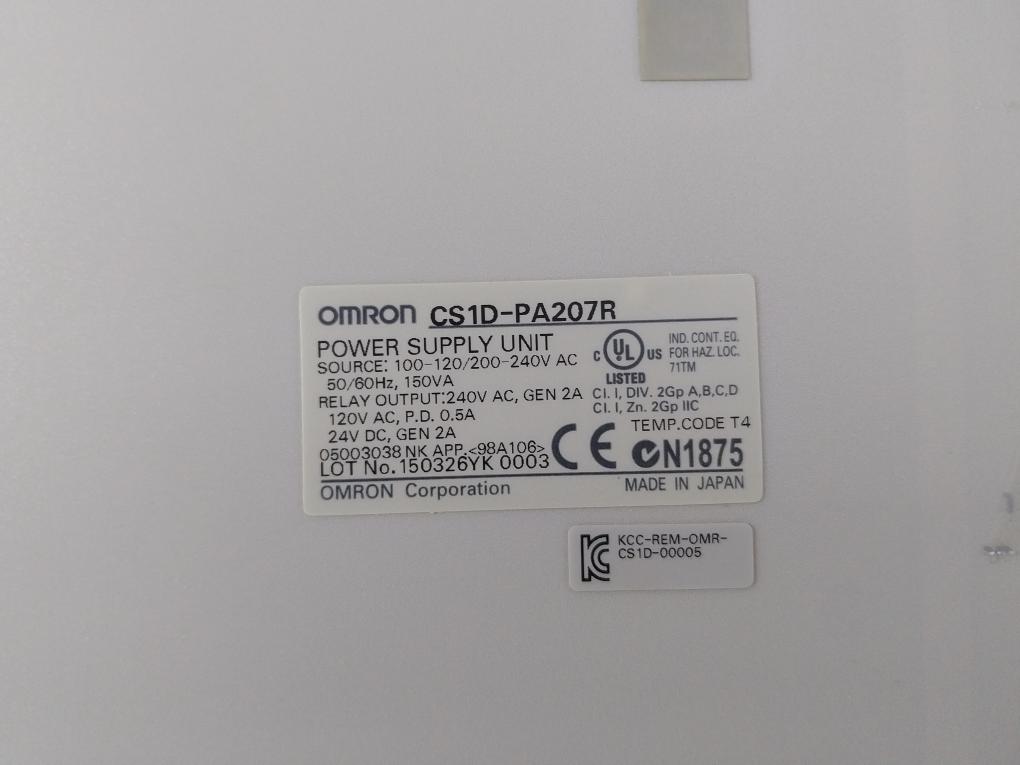 OMRON CS1D-PA207R
POWER SUPPLY UNIT
SOURCE: 100-120/200-240V AC
50/60Hz, 150VA
RELAY OUTPUT:240V AC, GEN 2A
120V AC, P.D. 0.5A
24V DC, GEN 2A
05003038 NK APP.<98A106>
LOT No.150326YK 0003
C UL US
LISTED
IND. CONT. EQ.
FOR HAZ. LOC.
71TM
Cl. I, DIV. 2Gp A,B,C,D
Cl. I, Zn. 2Gp IIC
TEMP.CODE T4
CE N1875
OMRON Corporation MADE IN JAPAN
KCC-REM-OMR-
CS1D-00005